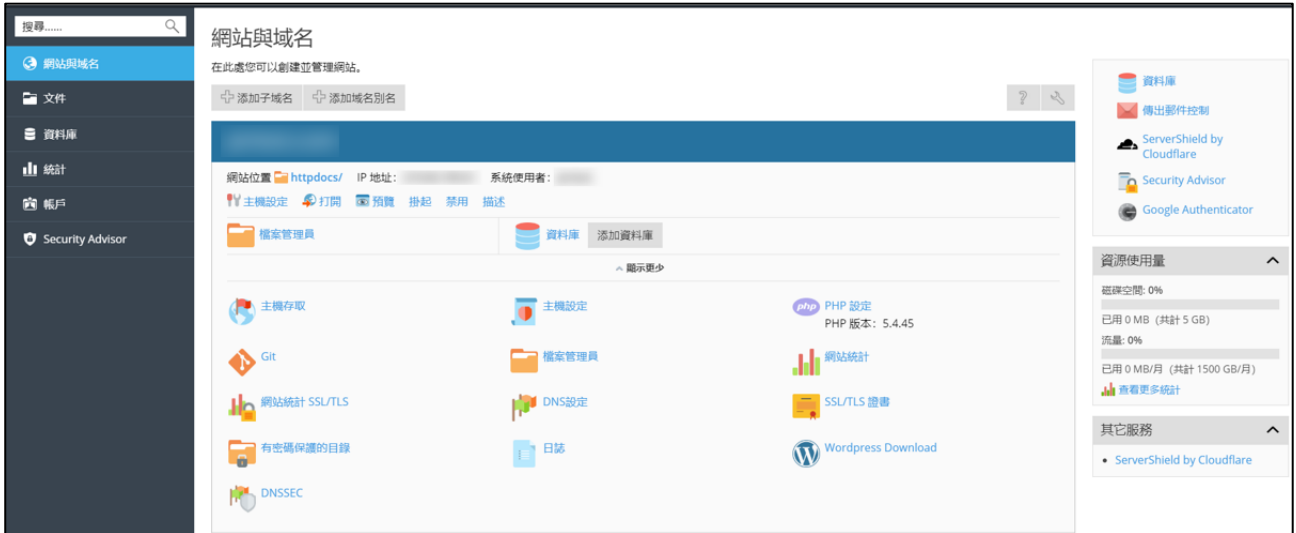 搜尋......
網站與域名
文件
資料庫
統計
帳戶
Security Advisor
網站與域名
在此處您可以創建並管理網站。
添加子域名 添加域名別名
網站位置 httpdocs/ IP 地址: 系統使用者:
主機設定 打開 預覽 掛起 禁用 描述
檔案管理員 資料庫 添加資料庫
顯示更少
主機存取 主機設定 php PHP 設定
PHP 版本: 5.4.45
Git 檔案管理員 網站統計
網站統計 SSL/TLS DNS設定 SSL/TLS 證書
有密碼保護的目錄 日誌 Wordpress Download
DNSSEC
資料庫
傳出郵件控制
ServerShield by
Cloudflare
Security Advisor
Google Authenticator
資源使用量
磁碟空間: 0%
已用 0 MB (共計 5 GB)
流量: 0%
已用 0 MB/月 (共計 1500 GB/月)
查看更多統計
其它服務
ServerShield by Cloudflare